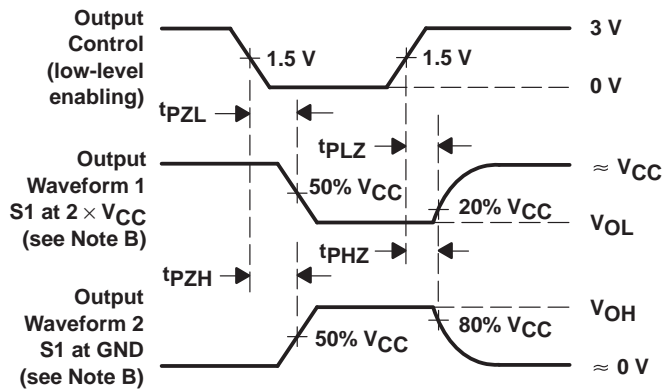 Output
Control
(low-level
enabling)
1.5 V
1.5 V
3 V
0 V
tPZL
tPLZ
Output
Waveform 1
S1 at 2 × VCC
(see Note B)
50% VCC
20% VCC
≈ VCC
VOL
tPZH
tPHZ
Output
Waveform 2
S1 at GND
(see Note B)
50% VCC
80% VCC
VOH
≈ 0 V